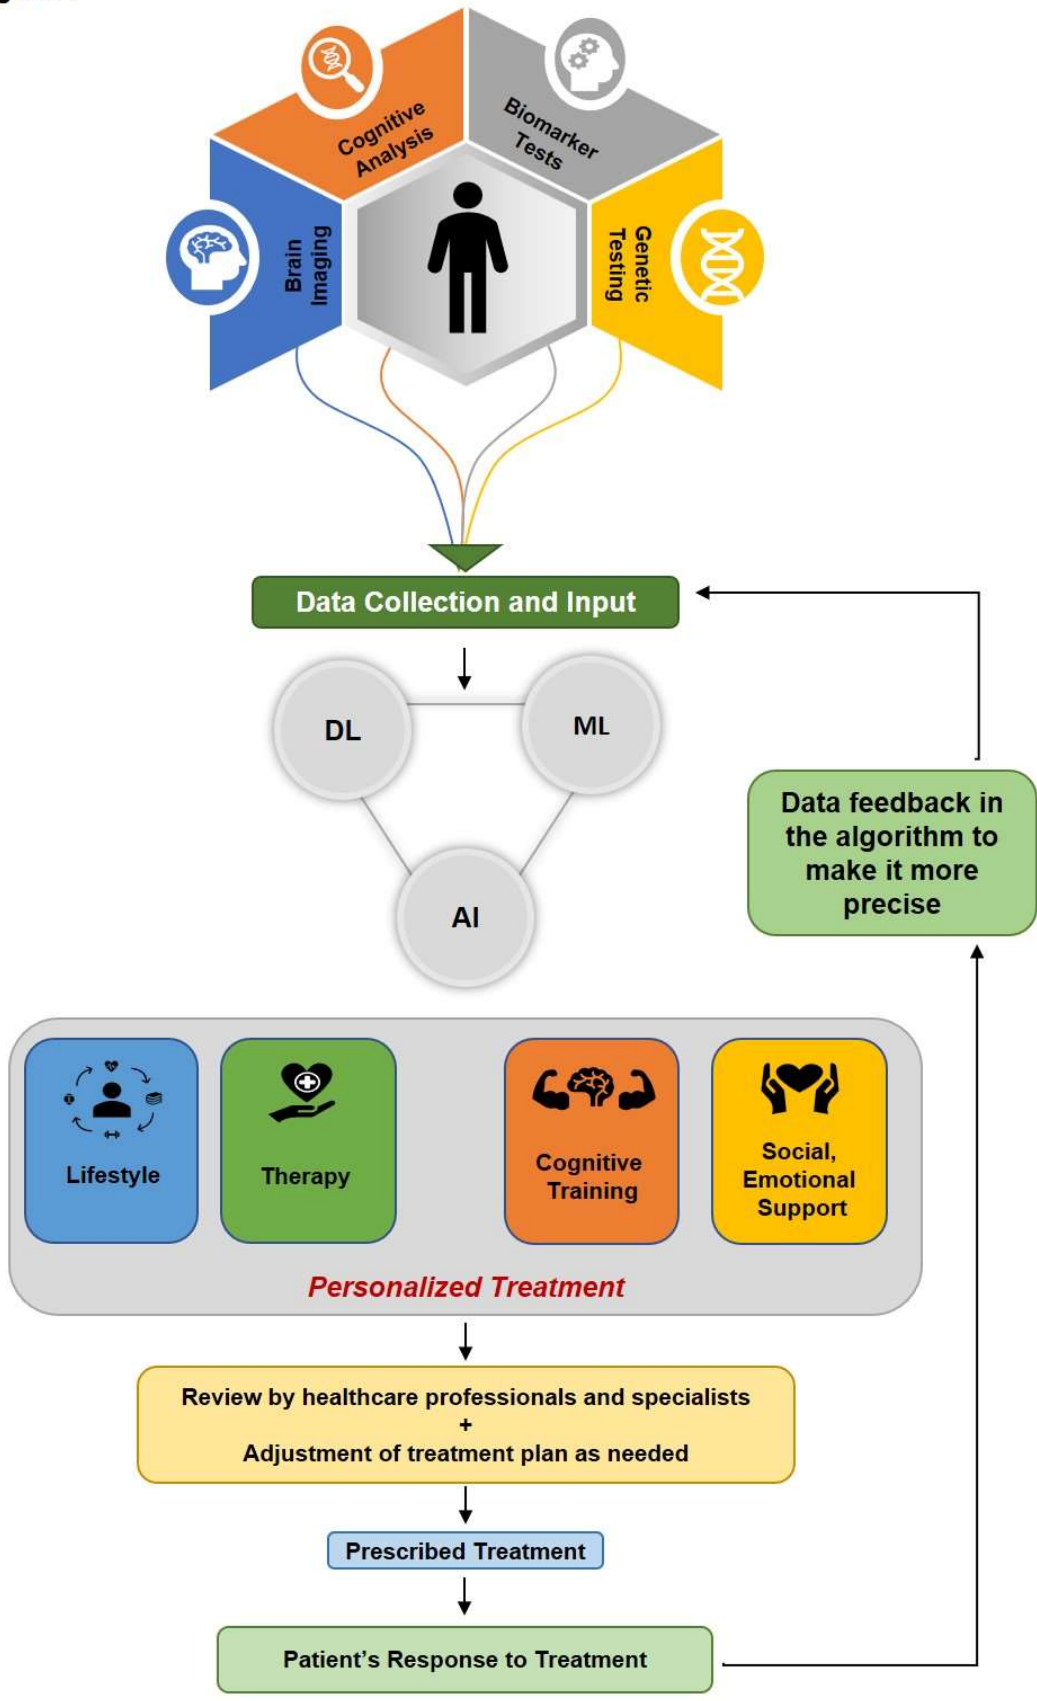 Cognitive
Analysis
Biomarker
Tests
Brain
Imaging
Genetic
Testing
Data Collection and Input
DL
ML
AI
Data feedback in
the algorithm to
make it more
precise
Lifestyle
Therapy
Cognitive
Training
Social,
Emotional
Support
Personalized Treatment
Review by healthcare professionals and specialists
+
Adjustment of treatment plan as needed
Prescribed Treatment
Patient’s Response to Treatment